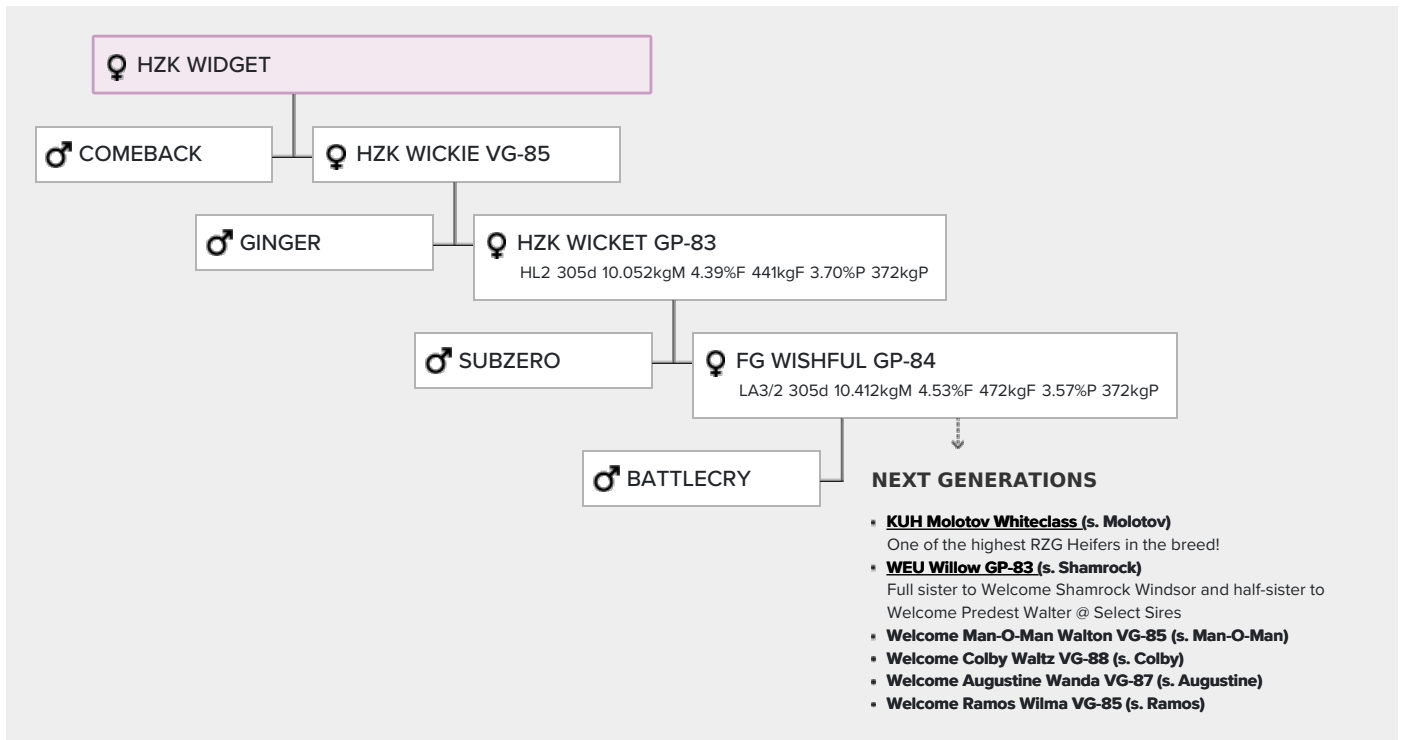 HZK WIDGET
COMEBACK
HZK WICKIE VG-85
GINGER
HZK WICKET GP-83
HL2 305d 10.052kgM 4.39%F 441kgF 3.70%P 372kgP
SUBZERO
FG WISHFUL GP-84
LA3/2 305d 10.412kgM 4.53%F 472kgF 3.57%P 372kgP
BATTLECRY
NEXT GENERATIONS
KUH Molotov Whiteclass (s. Molotov)
One of the highest RZG Heifers in the breed!
WEU Willow GP-83 (s. Shamrock)
Full sister to Welcome Shamrock Windsor and half-sister to
Welcome Predest Walter @ Select Sires
Welcome Man-O-Man Walton VG-85 (s. Man-O-Man)
Welcome Colby Waltz VG-88 (s. Colby)
Welcome Augustine Wanda VG-87 (s. Augustine)
Welcome Ramos Wilma VG-85 (s. Ramos)